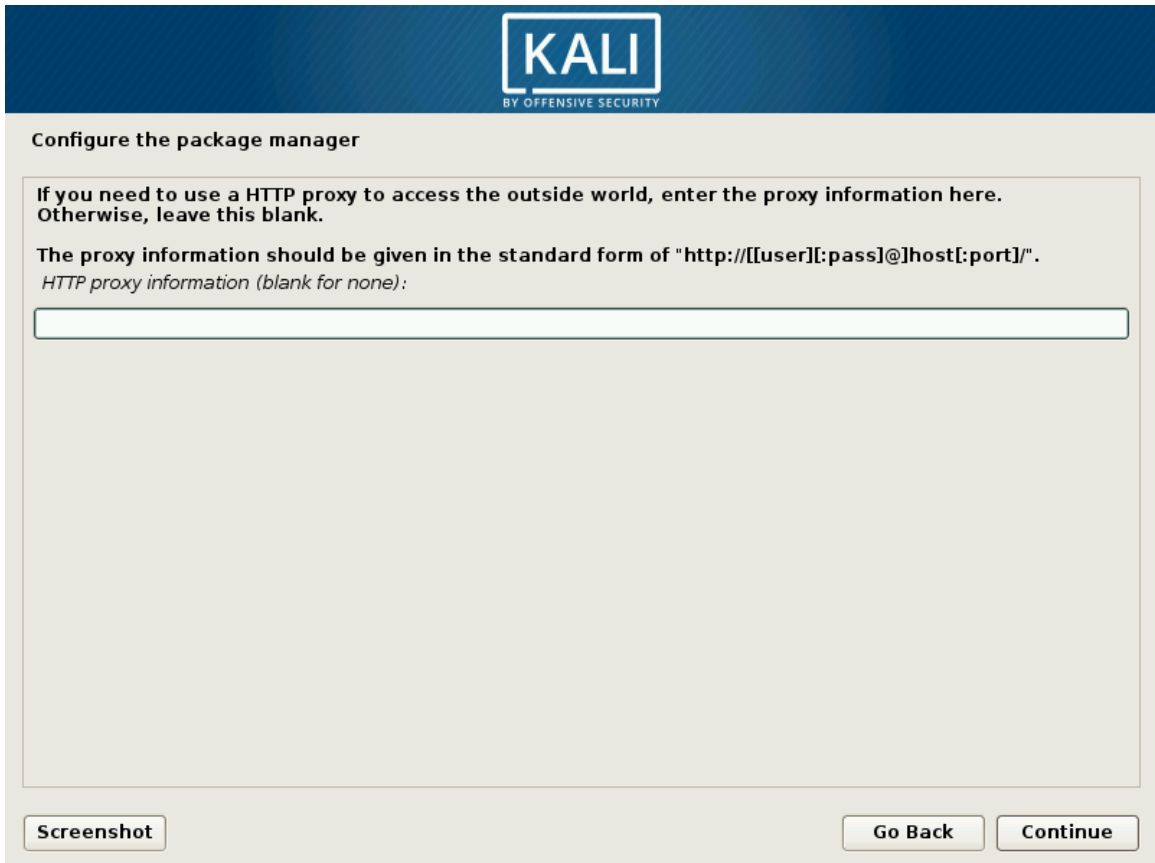 KALI
BY OFFENSIVE SECURITY
Configure the package manager
If you need to use a HTTP proxy to access the outside world, enter the proxy information here.
Otherwise, leave this blank.
The proxy information should be given in the standard form of "http://[[user][:pass]@]host[:port]/".
HTTP proxy information (blank for none):
Screenshot
Go Back
Continue